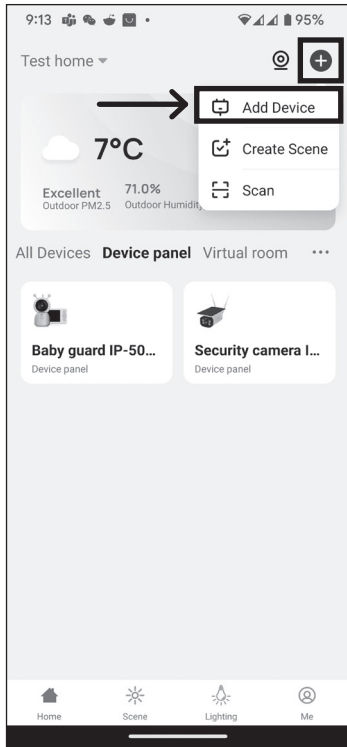 9:13 95%
Test home
Add Device
7°C
Create Scene
Excellent 71.0%
Outdoor PM2.5 Outdoor Humidity
Scan
All Devices Device panel Virtual room ...
Baby guard IP-50... Security camera I...
Device panel Device panel
Home Scene Lighting Me